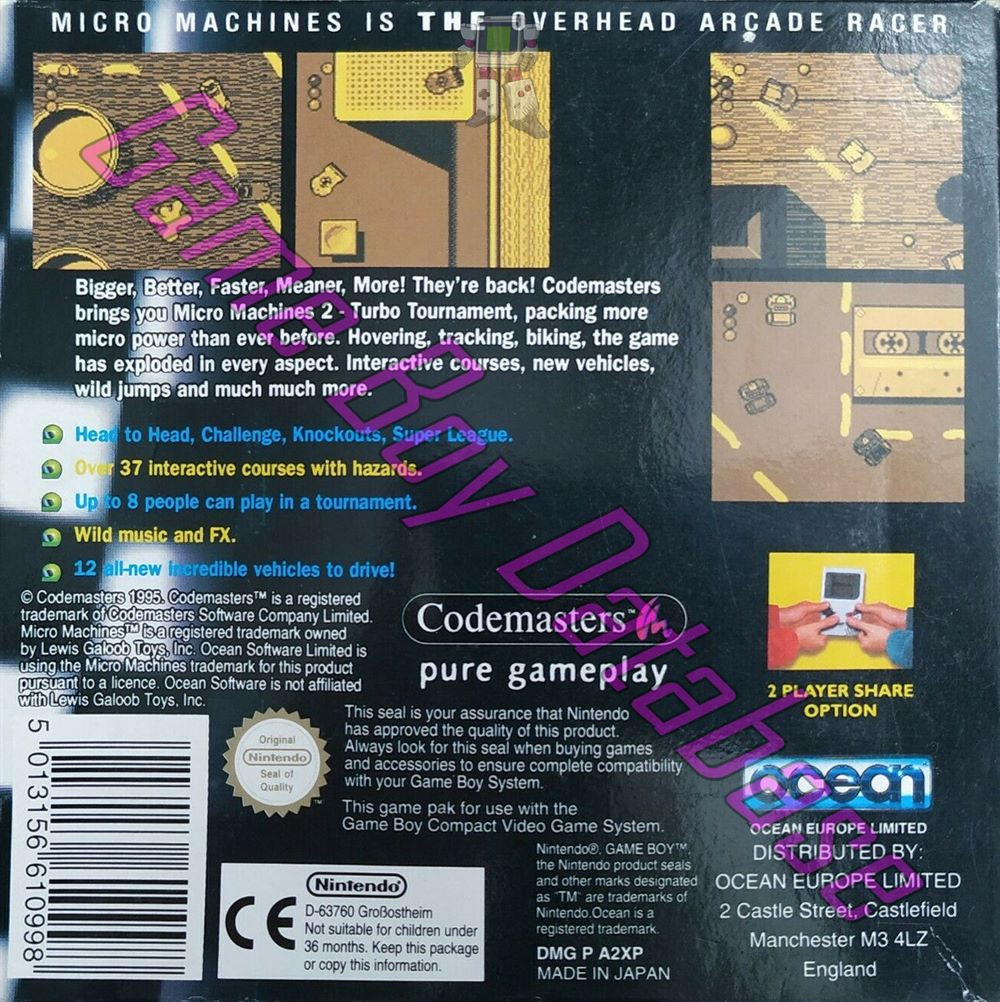 MICRO MACHINES IS THE OVERHEAD ARCADE RACER
Bigger, Better, Faster, Meaner, More! They're back! Codemasters
brings you Micro Machines 2 - Turbo Tournament, packing more
micro power than ever before. Hovering, tracking, biking, the game
has exploded in every aspect. Interactive courses, new vehicles,
wild jumps and much much more.
Head to Head, Challenge, Knockouts, Super League.
Over 37 interactive courses with hazards.
Up to 8 people can play in a tournament.
Wild music and FX.
12 all-new incredible vehicles to drive!
© Codemasters 1995. Codemasters™ is a registered
trademark of Codemasters Software Company Limited.
Micro Machines™ is a registered trademark owned
by Lewis Galoob Toys, Inc. Ocean Software Limited is
using the Micro Machines trademark for this product
pursuant to a licence. Ocean Software is not affiliated
with Lewis Galoob Toys, Inc.
Codemasters™
pure gameplay
2 PLAYER SHARE
OPTION
5 013156 610998
Original
Nintendo
Seal of
Quality
™
This seal is your assurance that Nintendo
has approved the quality of this product.
Always look for this seal when buying games
and accessories to ensure complete compatibility
with your Game Boy System.
This game pak for use with the
Game Boy Compact Video Game System.
ocean
OCEAN EUROPE LIMITED
DISTRIBUTED BY:
OCEAN EUROPE LIMITED
2 Castle Street, Castlefield
Manchester M3 4LZ
England
Nintendo®, GAME BOY™,
the Nintendo product seals
and other marks designated
as "TM" are trademarks of
Nintendo.Ocean is a
registered trademark.
DMG P A2XP
MADE IN JAPAN
CE
Nintendo®
D-63760 Großostheim
Not suitable for children under
36 months. Keep this package
or copy this information.
Game Boy Database